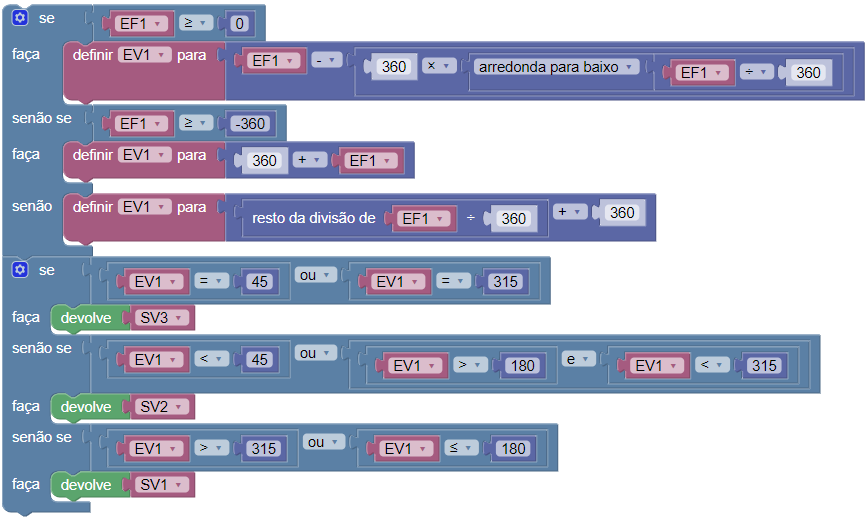 se EF1 ≥ 0
faça definir EV1 para EF1 - 360 × arredonda para baixo EF1 ÷ 360
senão se EF1 ≥ -360
faça definir EV1 para 360 + EF1
senão definir EV1 para resto da divisão de EF1 ÷ 360 + 360
se EV1 = 45 ou EV1 = 315
faça devolve SV3
senão se EV1 < 45 ou EV1 > 180 e EV1 < 315
faça devolve SV2
senão se EV1 > 315 ou EV1 ≤ 180
faça devolve SV1